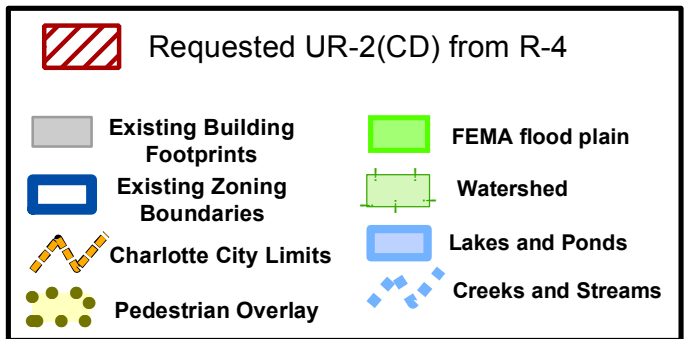 Requested UR-2(CD) from R-4
Existing Building
Footprints
Existing Zoning
Boundaries
Charlotte City Limits
Pedestrian Overlay
FEMA flood plain
Watershed
Lakes and Ponds
Creeks and Streams